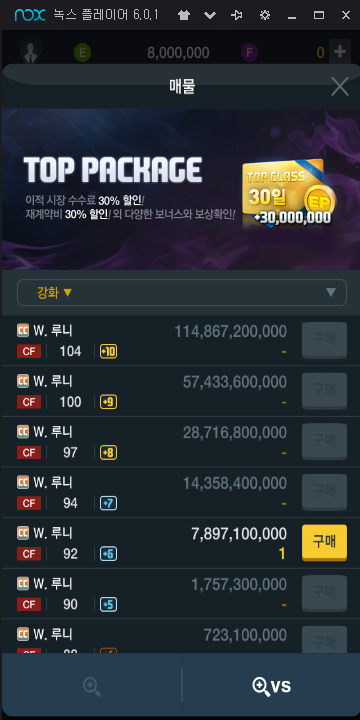 nox 녹스 플레이어 6.0.1
E 8,000,000 F 0 +
매물
TOP PACKAGE
이적 시장 수수료 30% 할인!
재계약비 30% 할인! 외 다양한 보너스와 보상확인!
TOP CLASS
30일
EP
+30,000,000
강화
CC W. 루니 114,867,200,000 구매
CF 104 +10 -
CC W. 루니 57,433,600,000 구매
CF 100 +9 -
CC W. 루니 28,716,800,000 구매
CF 97 +8 -
CC W. 루니 14,358,400,000 구매
CF 94 +7 -
CC W. 루니 7,897,100,000 구매
CF 92 +6 1
CC W. 루니 1,757,300,000 구매
CF 90 +5 -
CC W. 루니 723,100,000 구매
VS